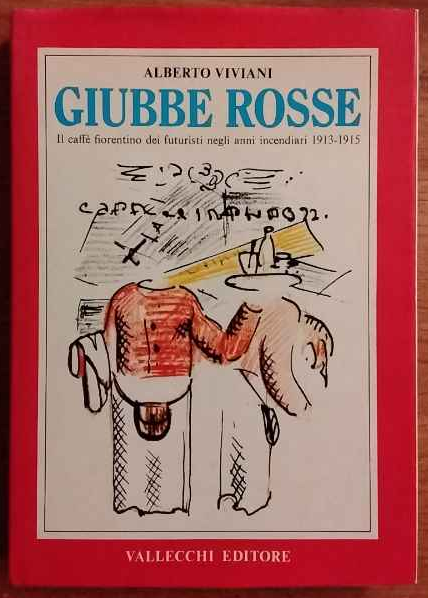 ALBERTO VIVIANI
GIUBBE ROSSE
Il caffè fiorentino dei futuristi negli anni incendiari 1913-1915
VALLECCHI EDITORE